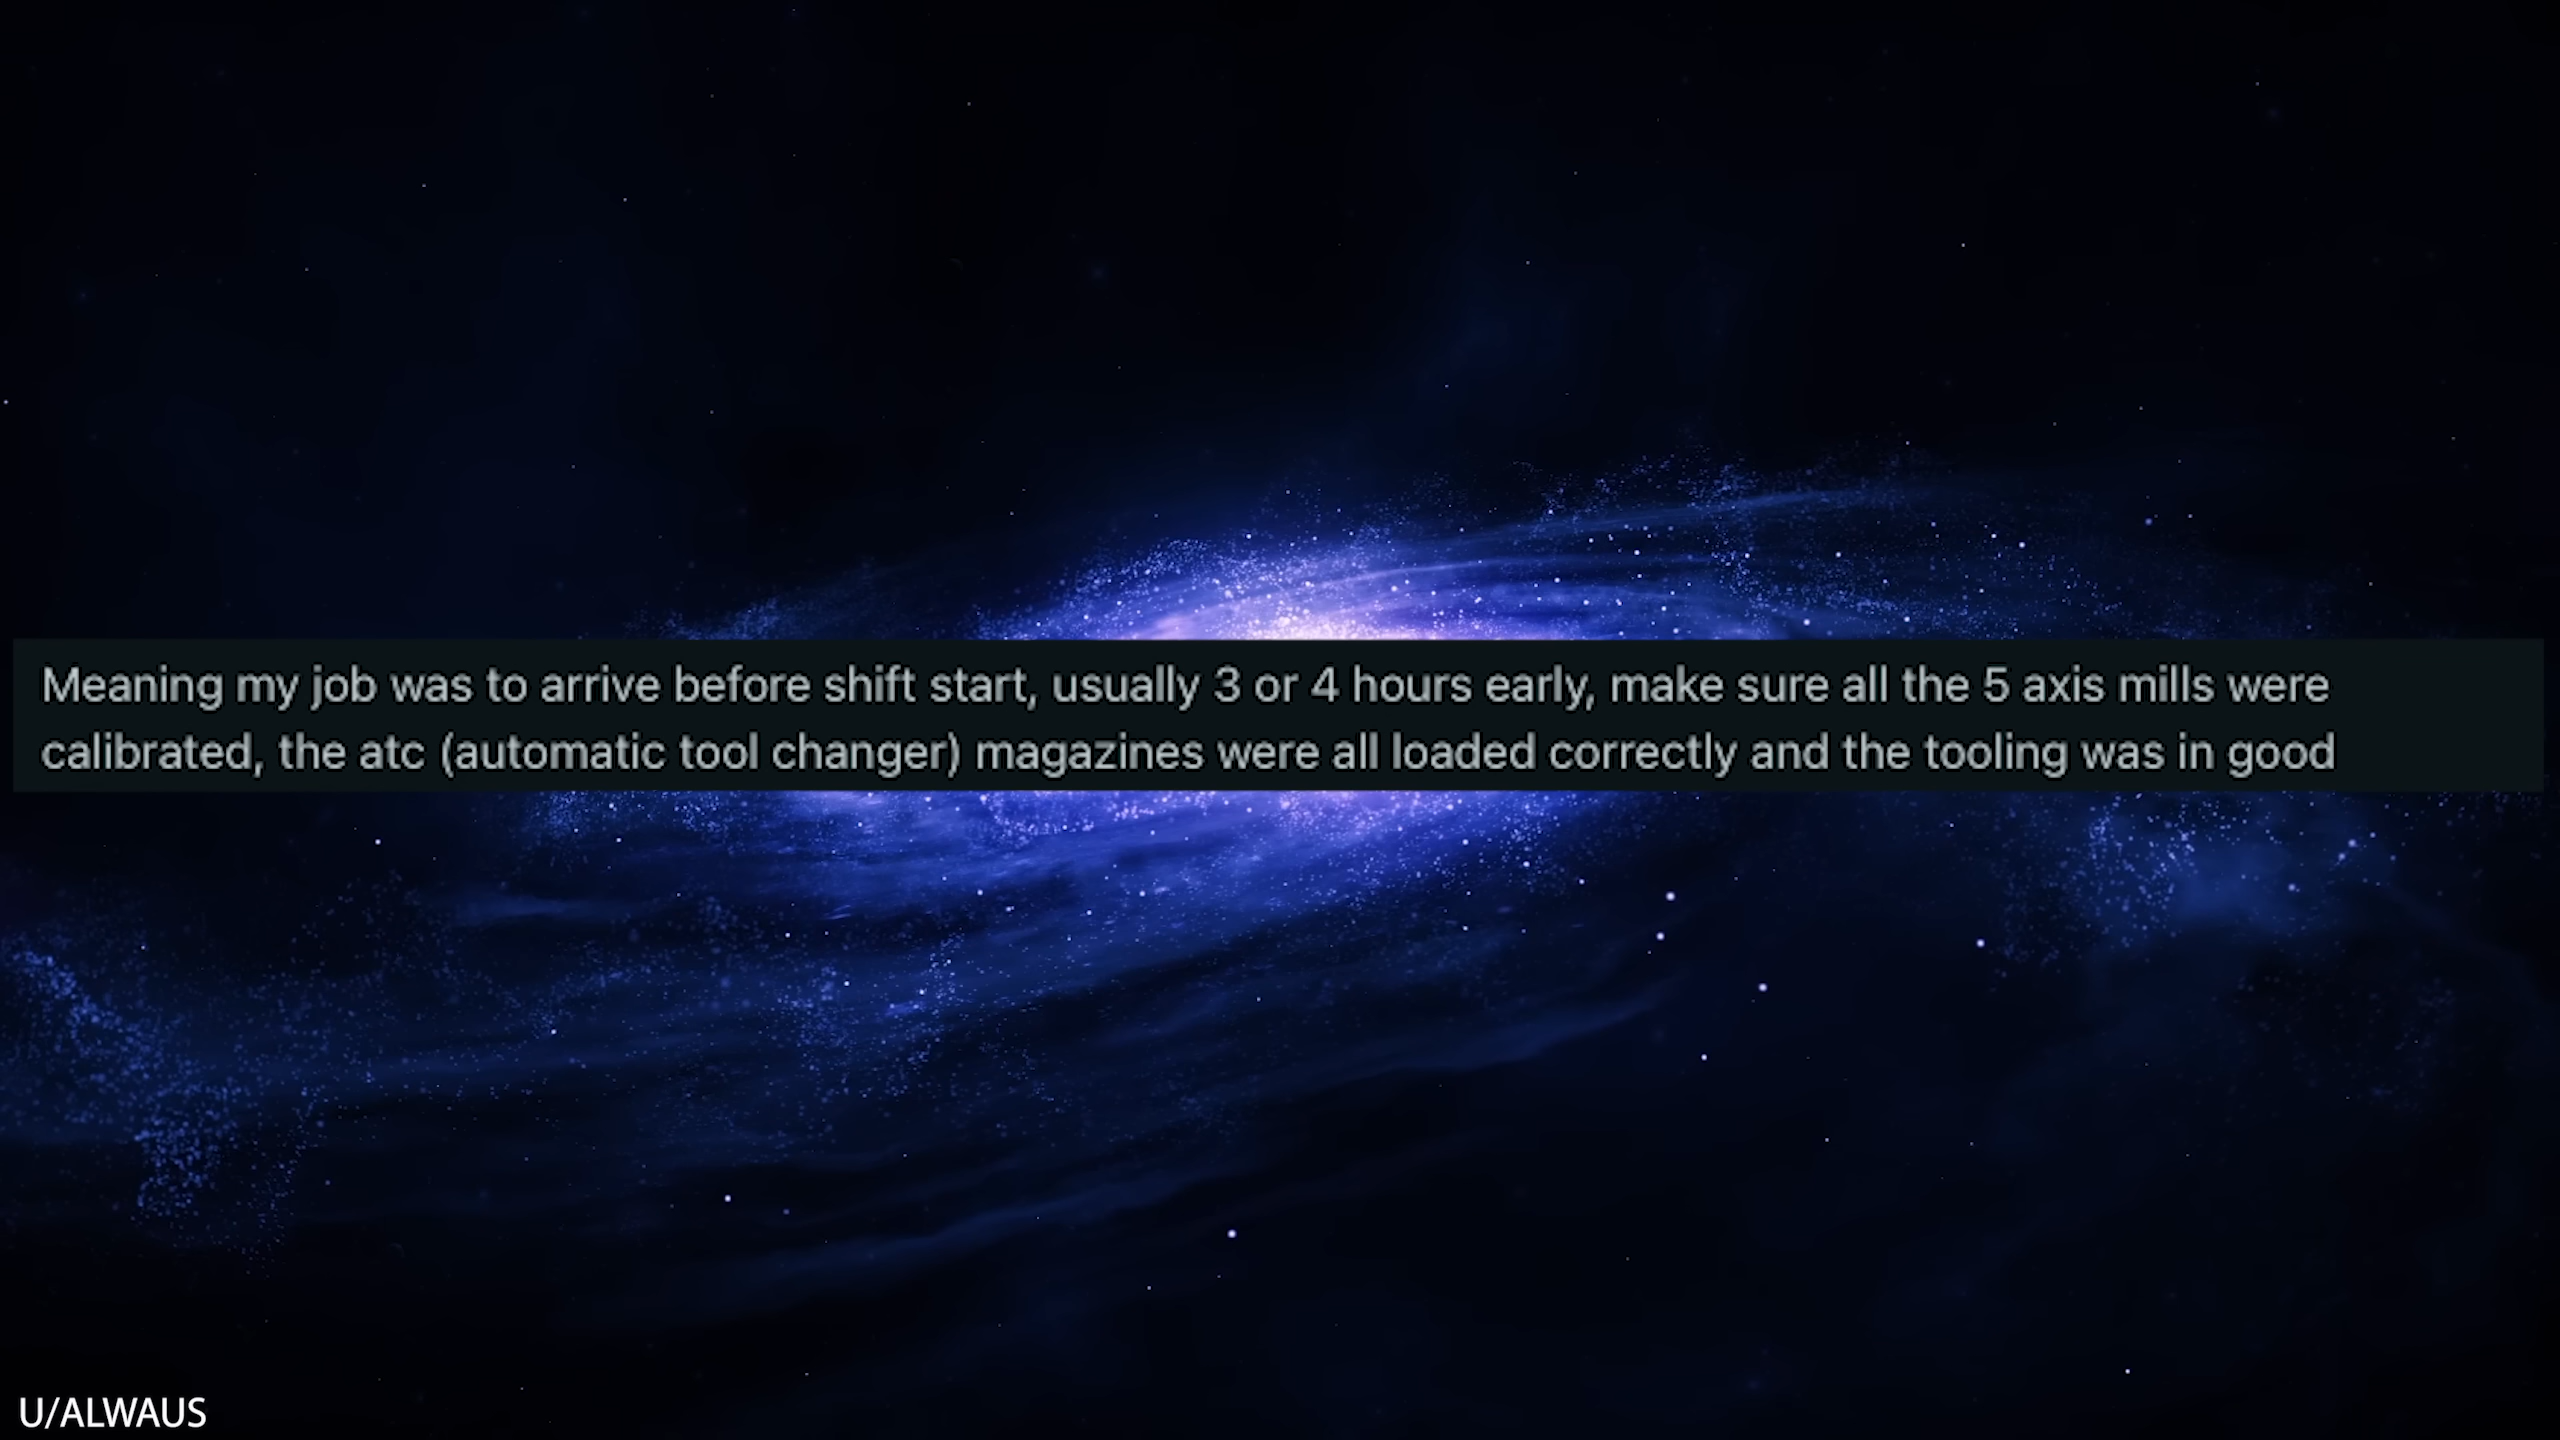 Meaning my job was to arrive before shift start, usually 3 or 4 hours early, make sure all the 5 axis mills were
calibrated, the atc (automatic tool changer) magazines were all loaded correctly and the tooling was in good
U/ALWAUS